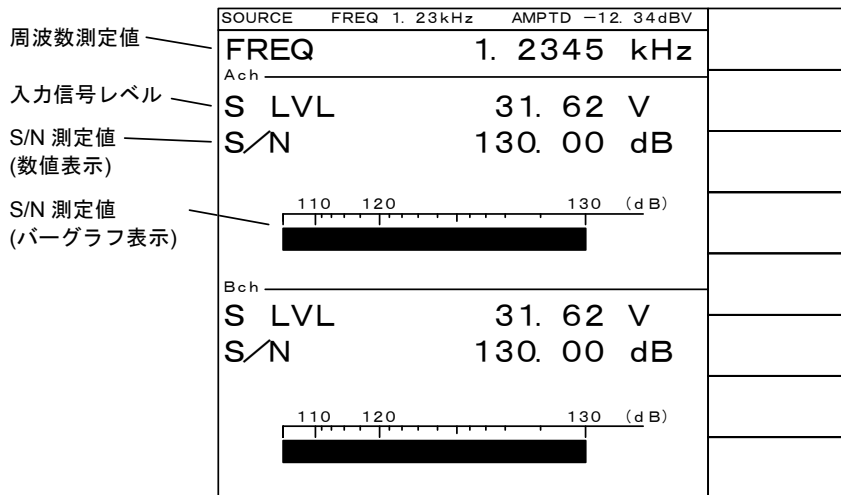 SOURCE FREQ 1. 23kHz AMPTD −12. 34dBV
周波数測定値
FREQ 1. 2345 kHz
Ach
入力信号レベル
S LVL 31. 62 V
S/N 測定値
(数値表示)
S/N 130. 00 dB
S/N 測定値
(バーグラフ表示)
110 120 130 (dB)
Bch
S LVL 31. 62 V
S/N 130. 00 dB
110 120 130 (dB)